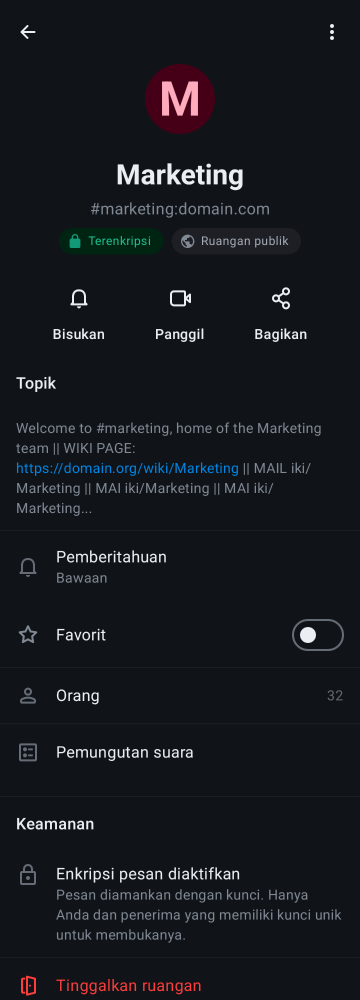 M
Marketing
#marketing:domain.com
Terenkripsi
Ruangan publik
Bisukan
Panggil
Bagikan
Topik
Welcome to #marketing, home of the Marketing
team || WIKI PAGE:
https://domain.org/wiki/Marketing || MAIL iki/
Marketing || MAI iki/Marketing || MAI iki/
Marketing...
Pemberitahuan
Bawaan
Favorit
Orang
32
Pemungutan suara
Keamanan
Enkripsi pesan diaktifkan
Pesan diamankan dengan kunci. Hanya
Anda dan penerima yang memiliki kunci unik
untuk membukanya.
Tinggalkan ruangan